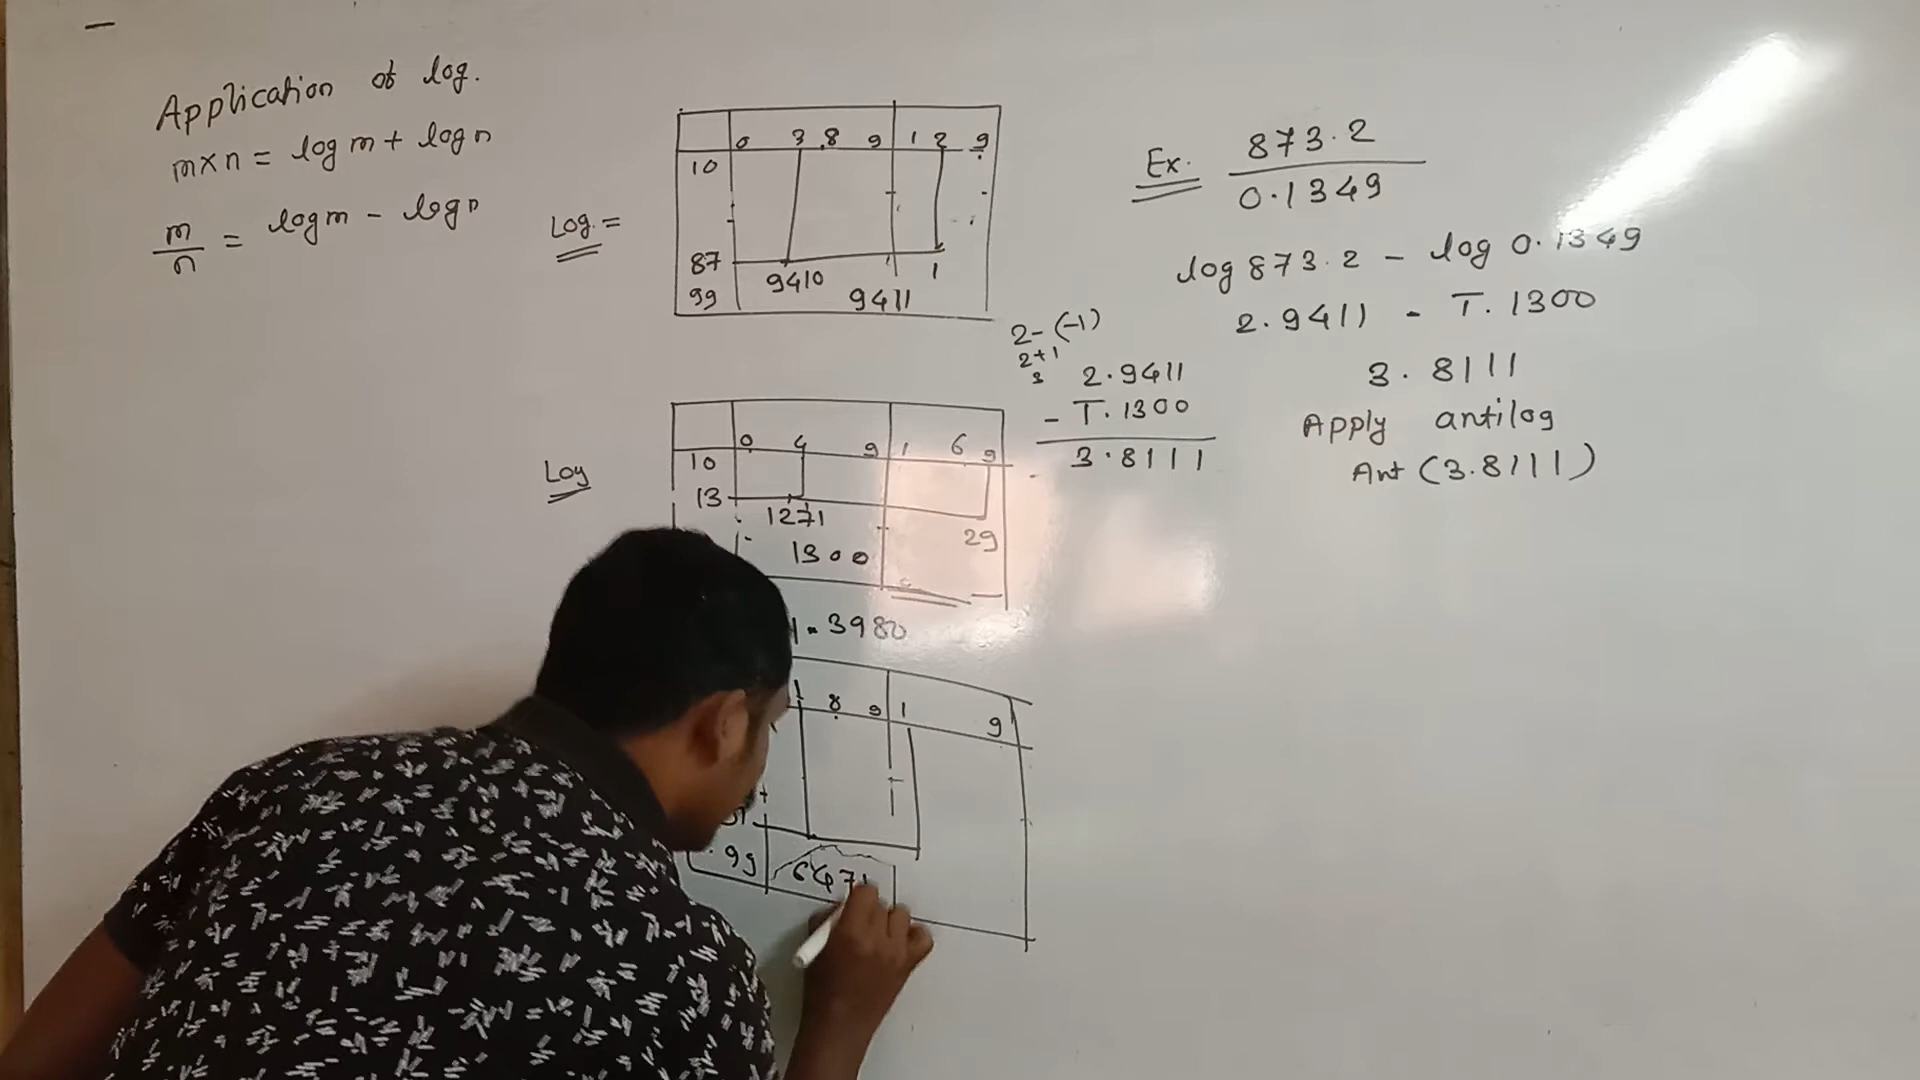 Application of log.
m×n = log m + log n
m/n = log m - log n
Log =
0 3 8 9 1 2 9
10
87
9410 1
99 9411
Log
0 4 9 1 6 9
10
13
1271 29
1300
3980
1 8 9 1 9
99 6471
Ex. 873.2
0.1349
log 873.2 - log 0.1349
2.9411 - T.1300
3.8111
Apply antilog
Ant (3.8111)
2-(-1)
2+1
3
2.9411
- T.1300
3.8111